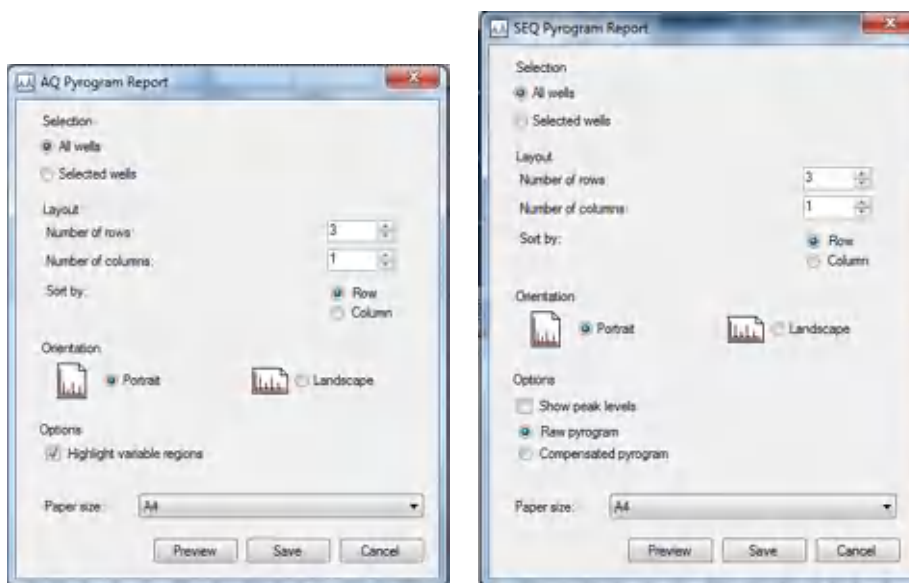 AQ Pyrogram Report
Selection
All wells
Selected wells
Layout
Number of rows: 3
Number of columns: 1
Sort by: Row
Column
Orientation
Portrait Landscape
Options
Highlight variable regions
Paper size: A4
Preview Save Cancel
SEQ Pyrogram Report
Selection
All wells
Selected wells
Layout
Number of rows 3
Number of columns: 1
Sort by: Row
Column
Orientation
Portrait Landscape
Options
Show peak levels
Raw pyrogram
Compensated pyrogram
Paper size: A4
Preview Save Cancel